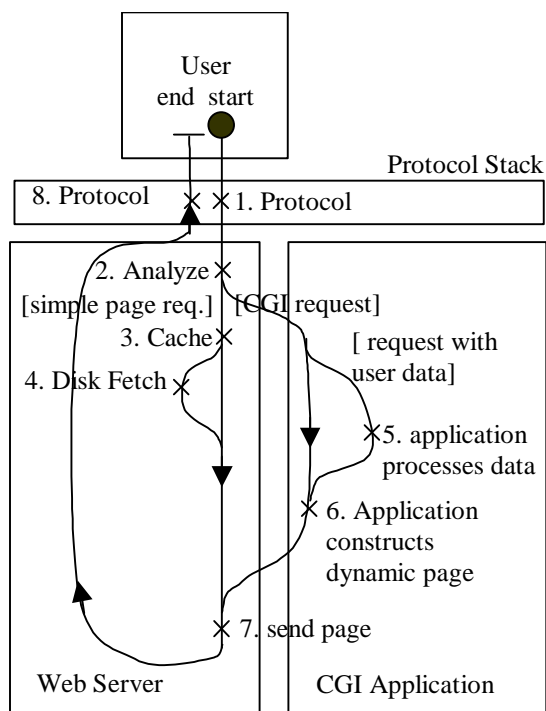 User
end start
Protocol Stack
8. Protocol
1. Protocol
2. Analyze
[simple page req.]
[CGI request]
3. Cache
[ request with
user data]
4. Disk Fetch
5. application
processes data
6. Application
constructs
dynamic page
7. send page
Web Server
CGI Application